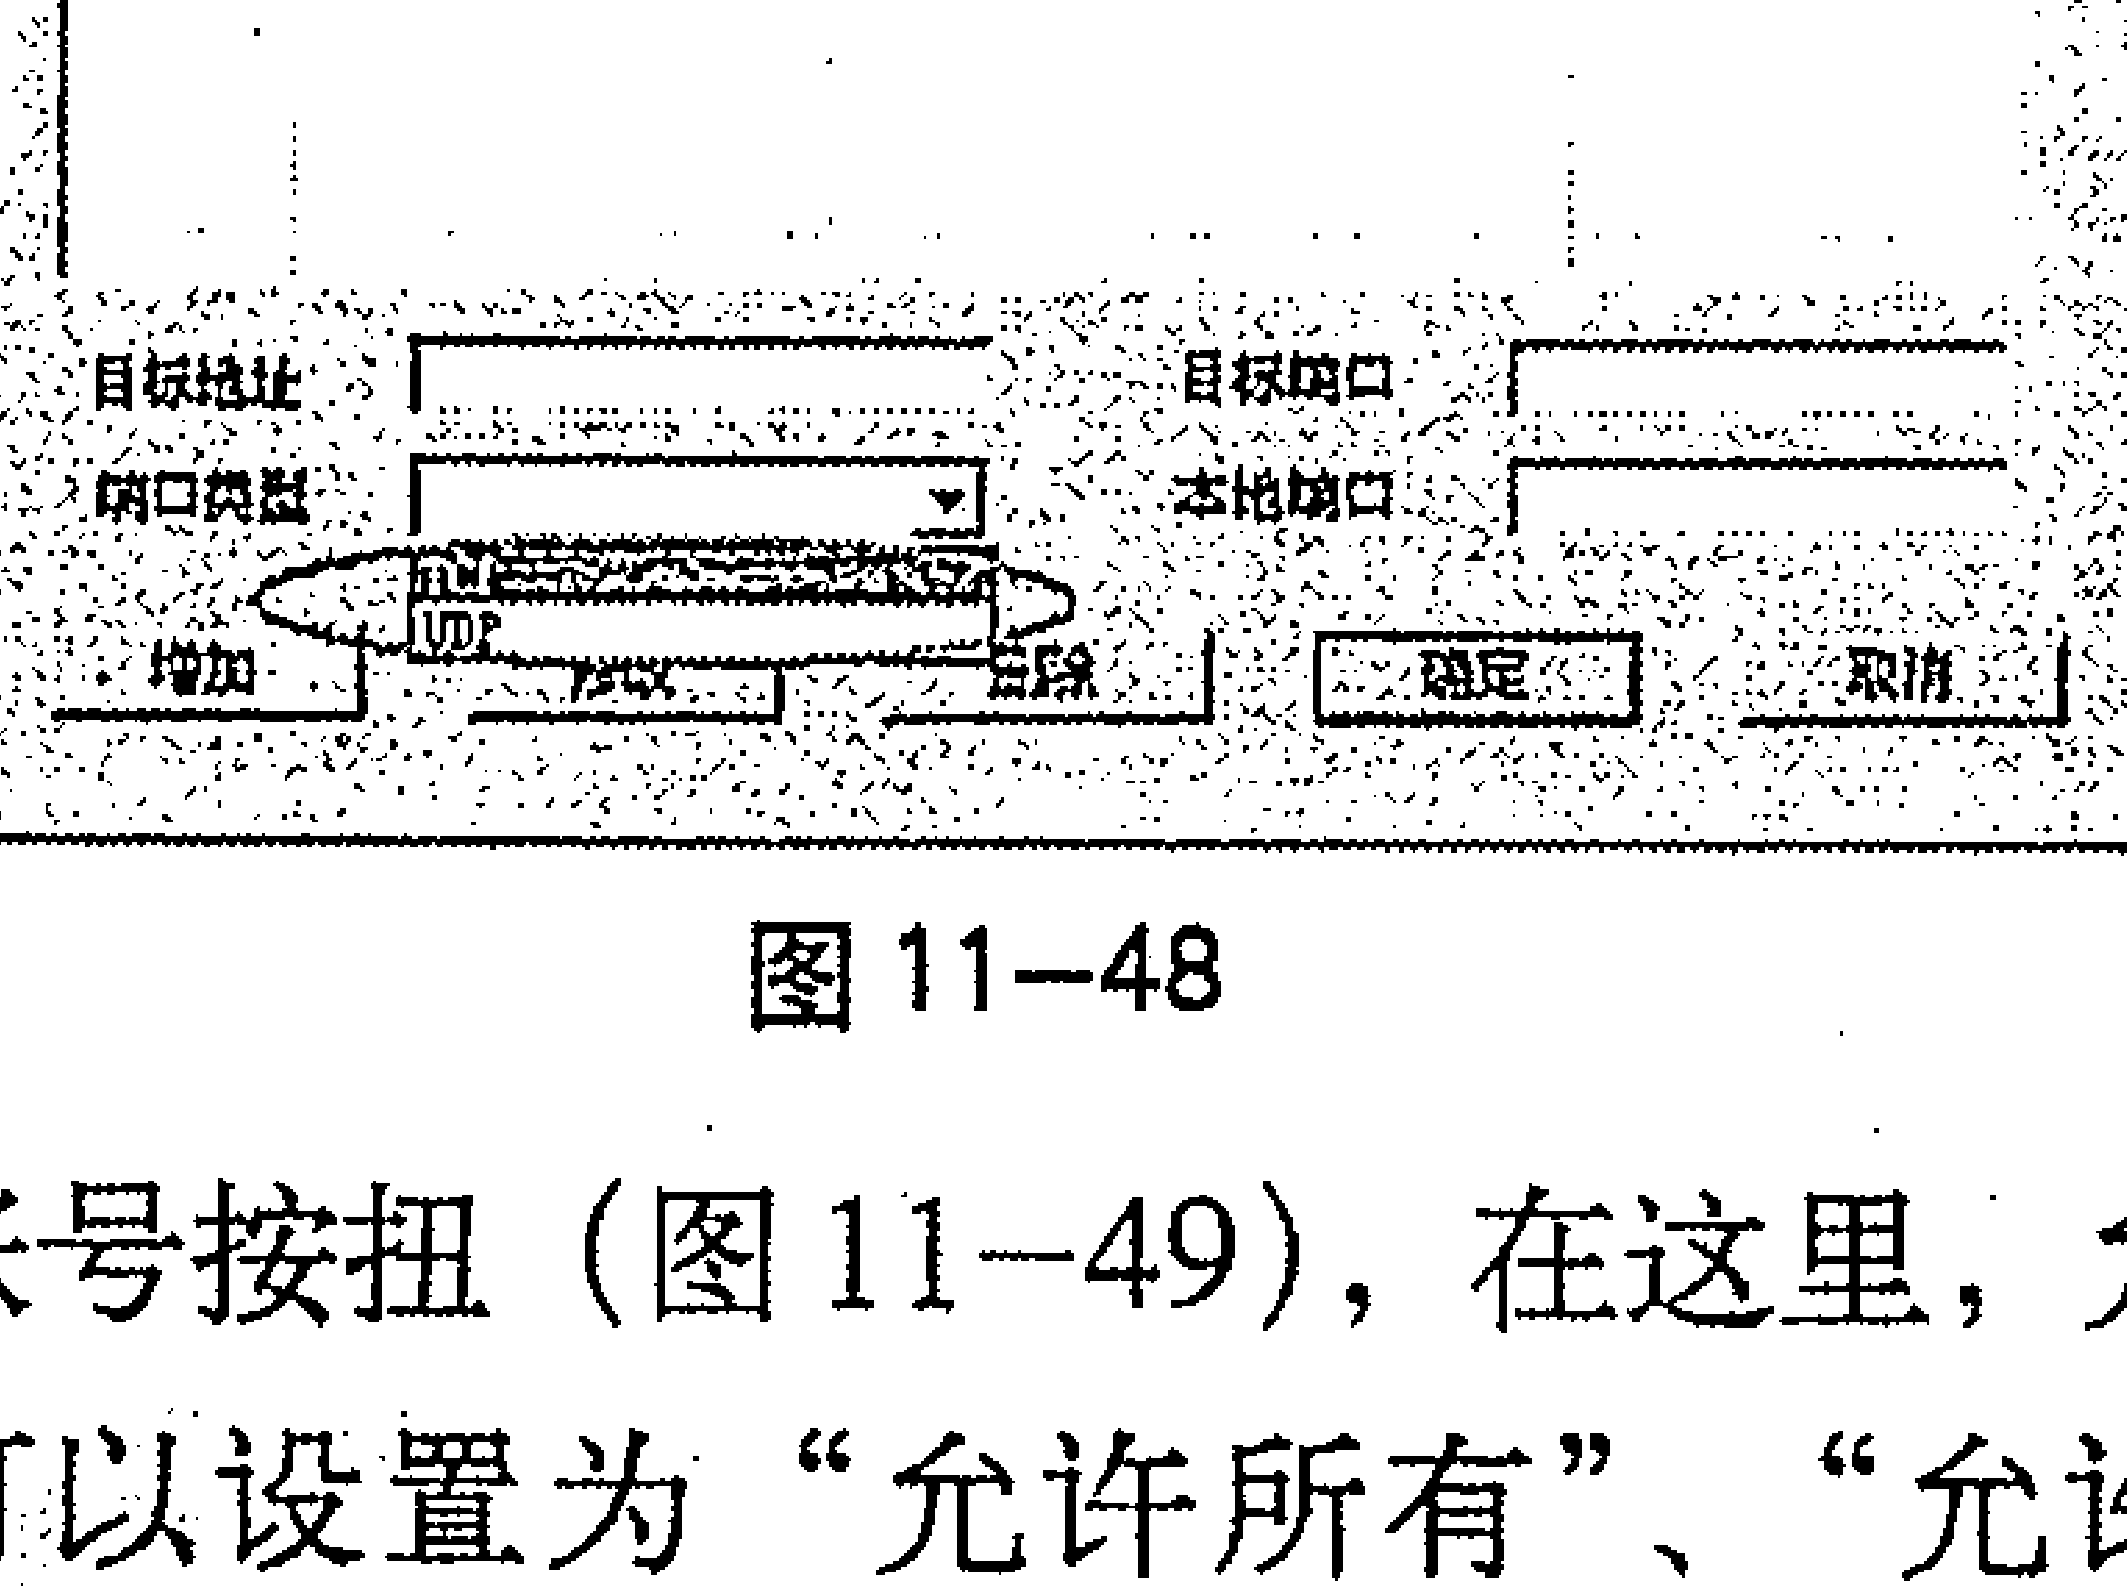 目标地址 目标端口
端口类型 本地端口
UDP
增加 确定 取消
图 11-48
号按扭（图 11-49），在这里，
以设置为“允许所有”、“允许